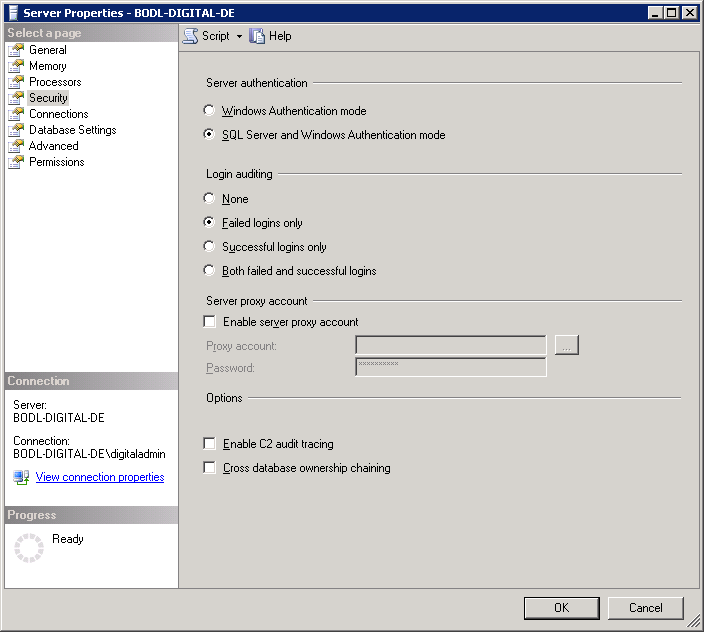 Server Properties - BODL-DIGITAL-DE
Select a page
General
Memory
Processors
Security
Connections
Database Settings
Advanced
Permissions
Script
Help
Server authentication
Windows Authentication mode
SQL Server and Windows Authentication mode
Login auditing
None
Failed logins only
Successful logins only
Both failed and successful logins
Server proxy account
Enable server proxy account
Proxy account:
...
Password:
**********
Options
Enable C2 audit tracing
Cross database ownership chaining
Connection
Server:
BODL-DIGITAL-DE
Connection:
BODL-DIGITAL-DE\digitaladmin
View connection properties
Progress
Ready
OK
Cancel